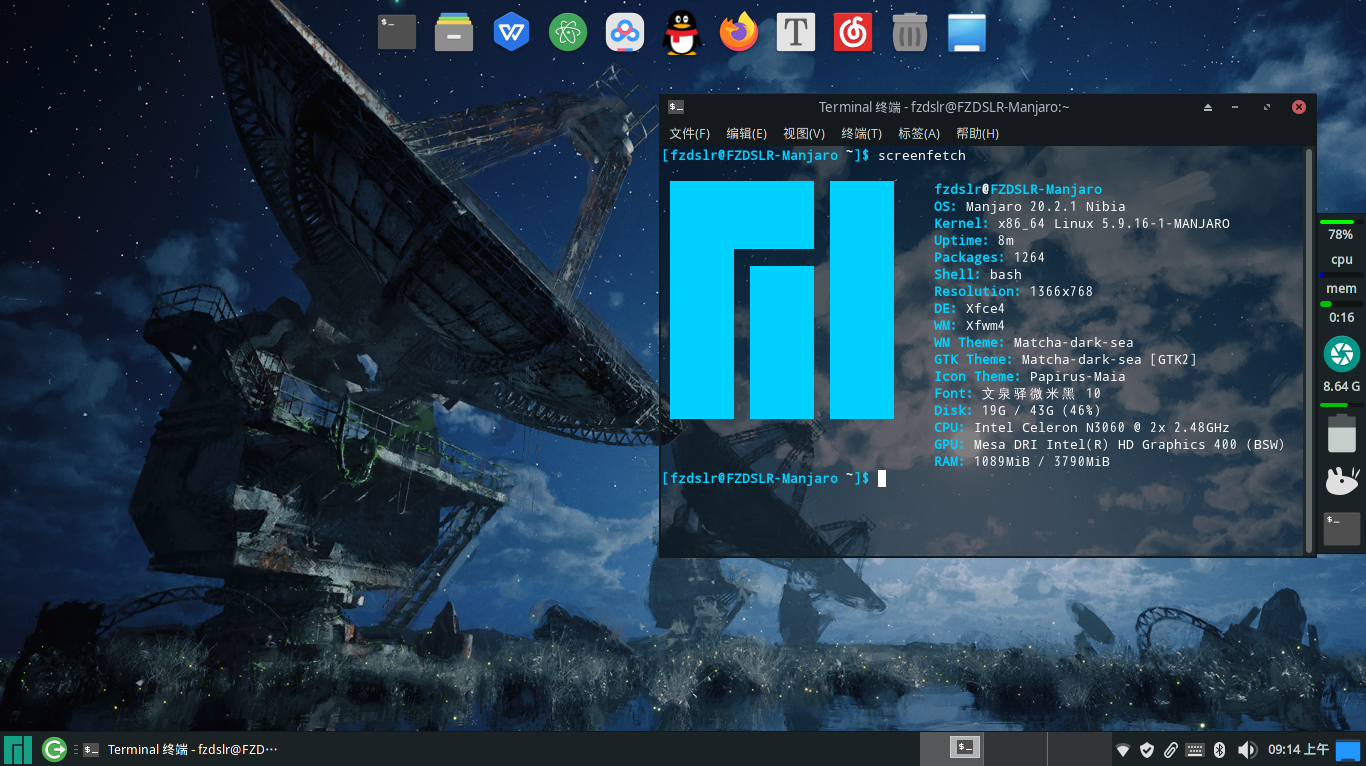 Terminal 终端 - fzdslr@FZDSLR-Manjaro:~
文件(F) 编辑(E) 视图(V) 终端(T) 标签(A) 帮助(H)
[fzdslr@FZDSLR-Manjaro ~]$ screenfetch
fzdslr@FZDSLR-Manjaro
OS: Manjaro 20.2.1 Nibia
Kernel: x86_64 Linux 5.9.16-1-MANJARO
Uptime: 8m
Packages: 1264
Shell: bash
Resolution: 1366x768
DE: Xfce4
WM: Xfwm4
WM Theme: Matcha-dark-sea
GTK Theme: Matcha-dark-sea [GTK2]
Icon Theme: Papirus-Maia
Font: 文泉驿微米黑 10
Disk: 19G / 43G (46%)
CPU: Intel Celeron N3060 @ 2x 2.48GHz
GPU: Mesa DRI Intel(R) HD Graphics 400 (BSW)
RAM: 1089MiB / 3790MiB
[fzdslr@FZDSLR-Manjaro ~]$
78%
cpu
mem
0:16
8.64 G
Terminal 终端 - fzdslr@FZD···
09:14 上午